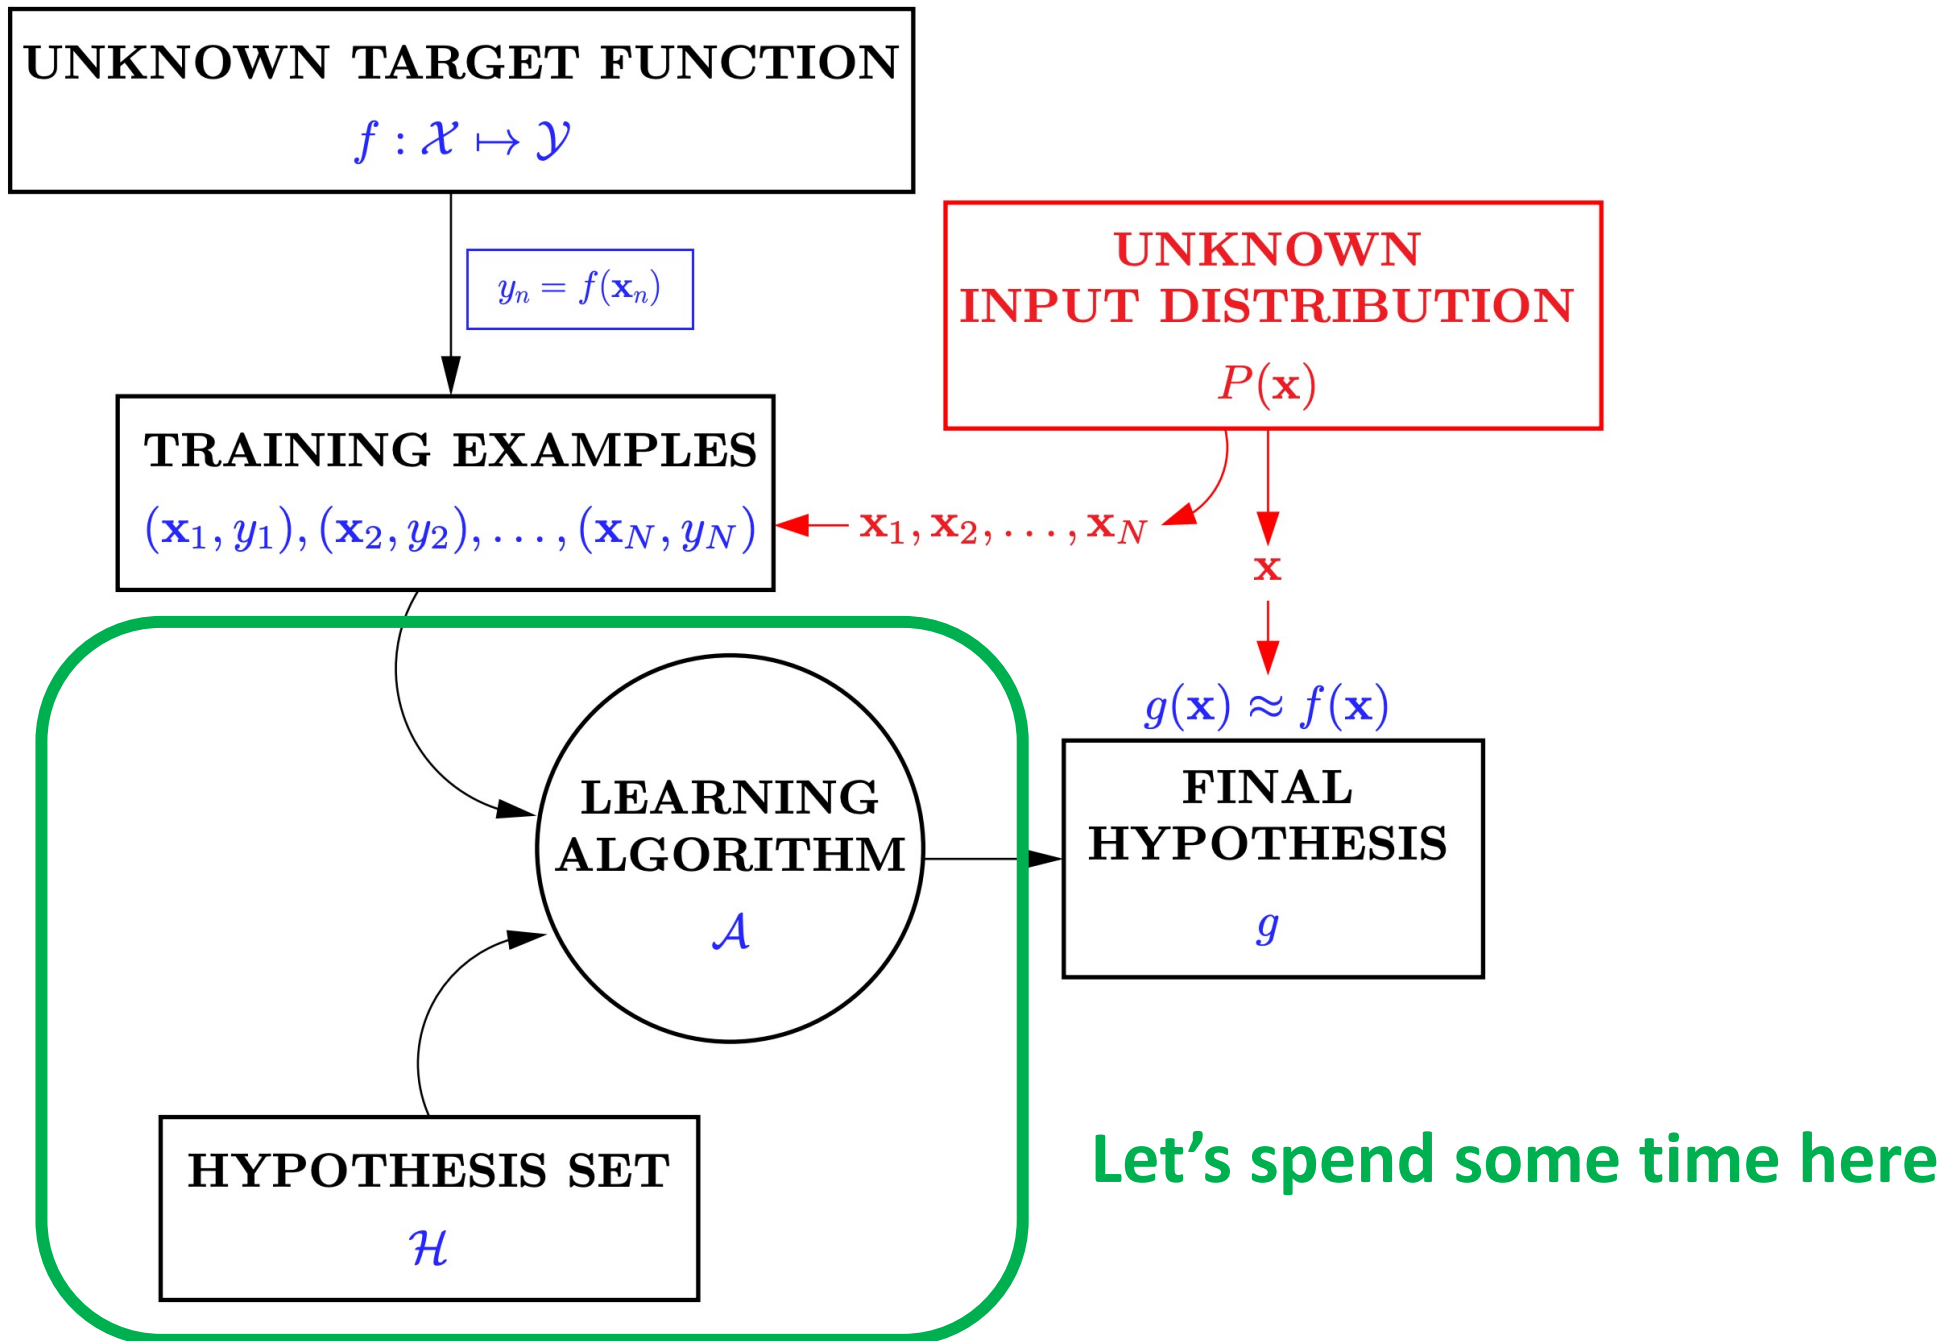 UNKNOWN TARGET FUNCTION
f : 𝒳 ↦ 𝒴
yₙ = f(𝐱ₙ)
UNKNOWN
INPUT DISTRIBUTION
P(𝐱)
TRAINING EXAMPLES
(𝐱₁, y₁), (𝐱₂, y₂), . . . , (𝐱_N, y_N)
𝐱₁, 𝐱₂, . . . , 𝐱_N
𝐱
g(𝐱) ≈ f(𝐱)
LEARNING
ALGORITHM
𝒜
FINAL
HYPOTHESIS
g
HYPOTHESIS SET
ℋ
Let’s spend some time here